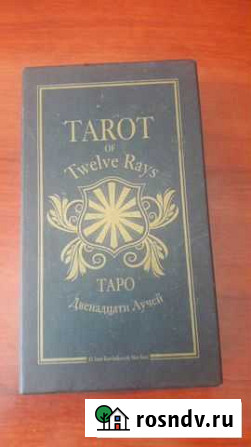 TAROT
OF
Twelve Rays
ТАРО
Двенадцати Лучей
rosndv.ru